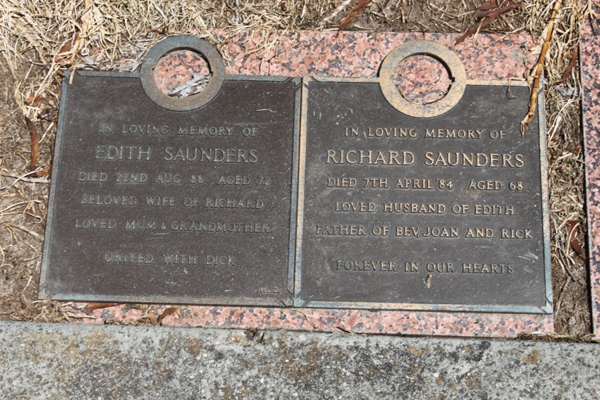 IN LOVING MEMORY OF
EDITH SAUNDERS
DIED 22ND AUG 88 AGED
BELOVED WIFE OF RICHARD
LOVED MUM & GRANDMOTHER
UNITED WITH DICK
IN LOVING MEMORY OF
RICHARD SAUNDERS
DIED 7TH APRIL '84 AGED 68
LOVED HUSBAND OF EDITH
FATHER OF BEV, JOAN AND RICK
FOREVER IN OUR HEARTS